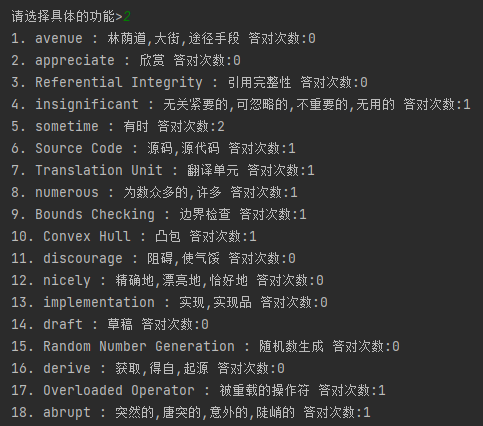 请选择具体的功能>2
1. avenue : 林荫道,大街,途径手段 答对次数:0
2. appreciate : 欣赏 答对次数:0
3. Referential Integrity : 引用完整性 答对次数:0
4. insignificant : 无关紧要的,可忽略的,不重要的,无用的 答对次数:1
5. sometime : 有时 答对次数:2
6. Source Code : 源码,源代码 答对次数:1
7. Translation Unit : 翻译单元 答对次数:1
8. numerous : 为数众多的,许多 答对次数:1
9. Bounds Checking : 边界检查 答对次数:1
10. Convex Hull : 凸包 答对次数:1
11. discourage : 阻碍,使气馁 答对次数:0
12. nicely : 精确地,漂亮地,恰好地 答对次数:0
13. implementation : 实现,实现品 答对次数:0
14. draft : 草稿 答对次数:0
15. Random Number Generation : 随机数生成 答对次数:0
16. derive : 获取,得自,起源 答对次数:0
17. Overloaded Operator : 被重载的操作符 答对次数:1
18. abrupt : 突然的,唐突的,意外的,陡峭的 答对次数:1